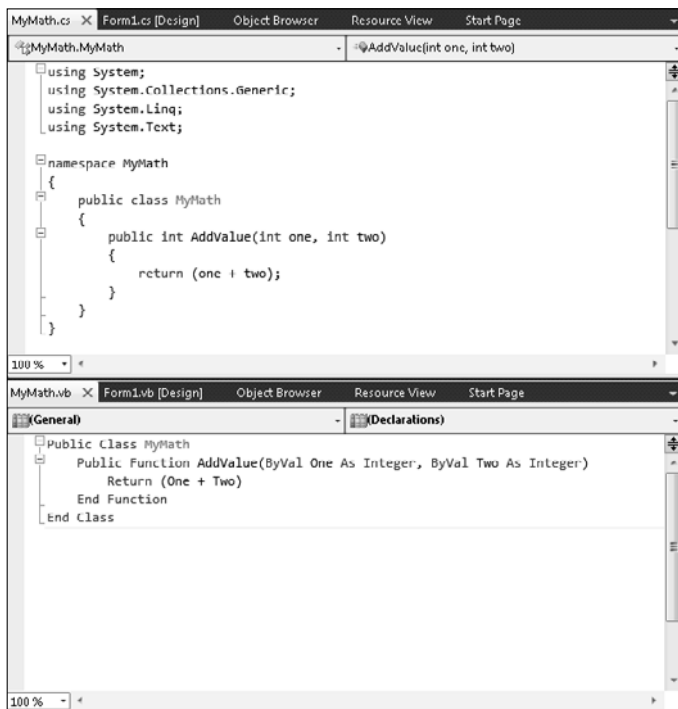 MyMath.cs X Form1.cs [Design] Object Browser Resource View Start Page
MyMath.MyMath AddValue(int one, int two)
using System;
using System.Collections.Generic;
using System.Linq;
using System.Text;
namespace MyMath
{
public class MyMath
{
public int AddValue(int one, int two)
{
return (one + two);
}
}
}
100 %
MyMath.vb X Form1.vb [Design] Object Browser Resource View Start Page
(General) (Declarations)
Public Class MyMath
Public Function AddValue(ByVal One As Integer, ByVal Two As Integer)
Return (One + Two)
End Function
End Class
100 %